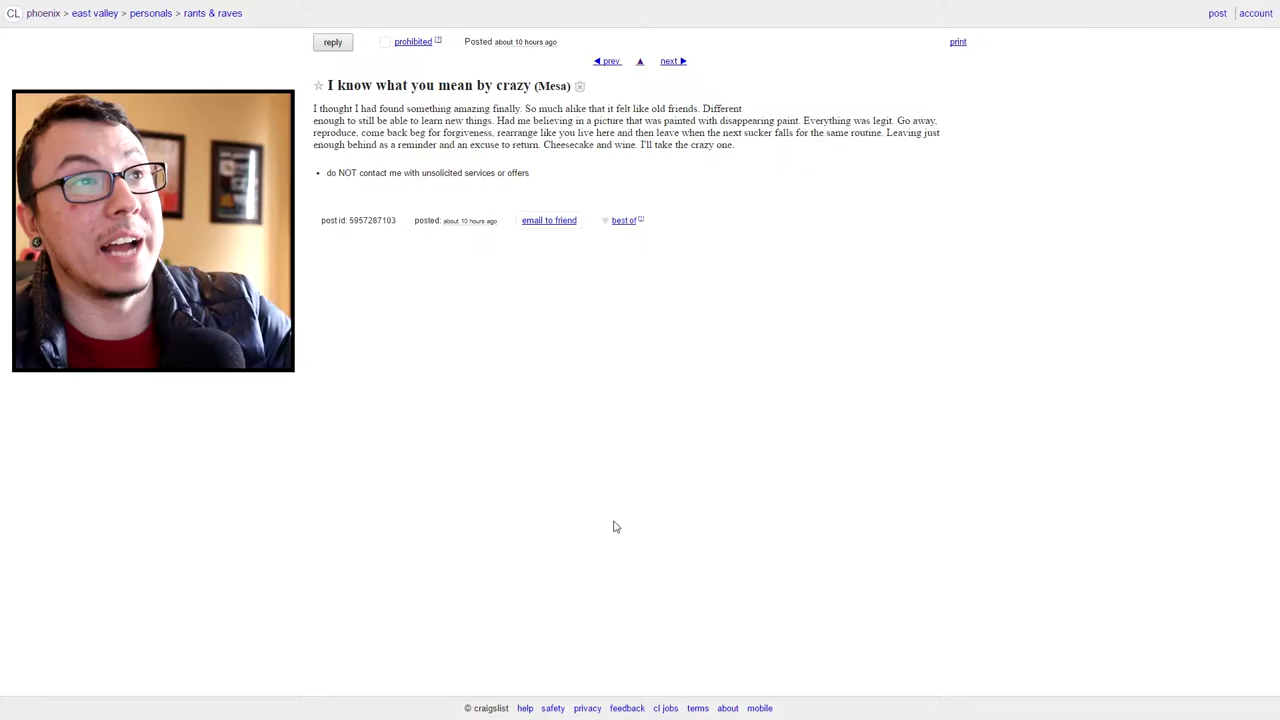 CL phoenix > east valley > personals > rants & raves post account
reply prohibited [?] Posted about 10 hours ago print
◀ prev ▲ next ▶
☆ I know what you mean by crazy (Mesa)
I thought I had found something amazing finally. So much alike that it felt like old friends. Different
enough to still be able to learn new things. Had me believing in a picture that was painted with disappearing paint. Everything was legit. Go away,
reproduce, come back beg for forgiveness, rearrange like you live here and then leave when the next sucker falls for the same routine. Leaving just
enough behind as a reminder and an excuse to return. Cheesecake and wine. I'll take the crazy one.
• do NOT contact me with unsolicited services or offers
post id: 5957287103 posted: about 10 hours ago email to friend ♥ best of [?]
© craigslist help safety privacy feedback cl jobs terms about mobile